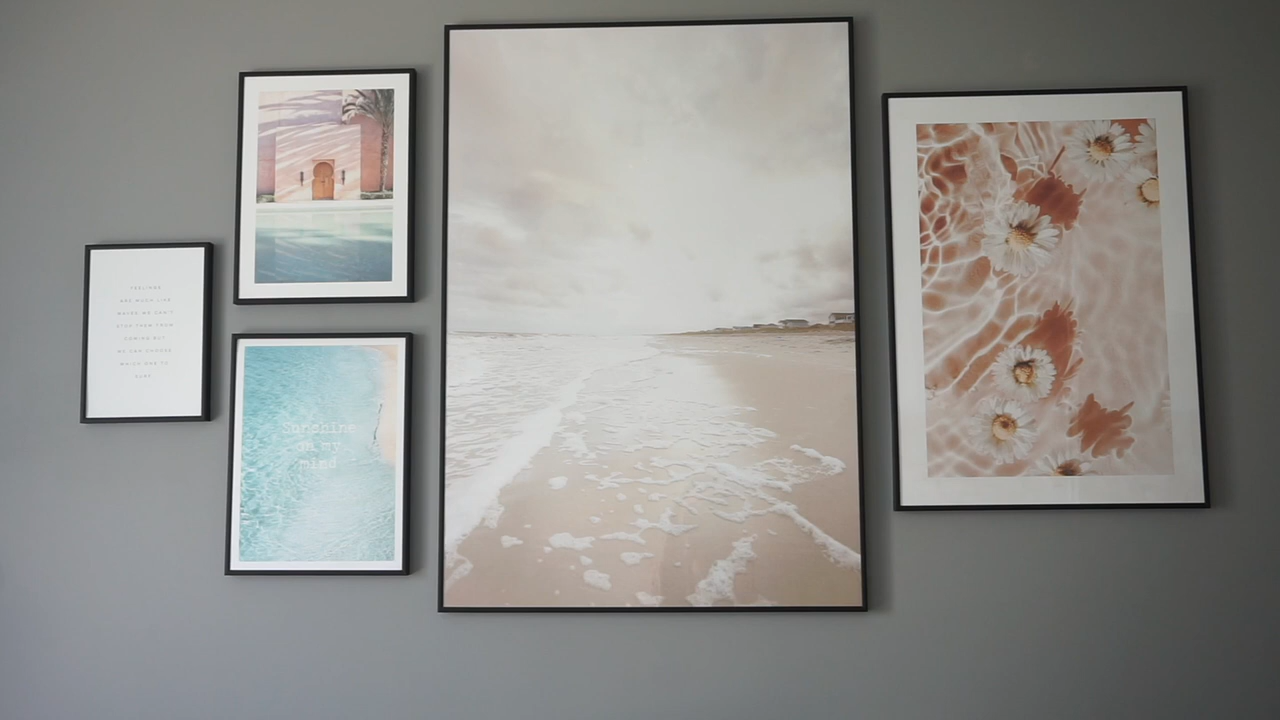 FEELINGS
ARE MUCH LIKE
WAVES WE CAN'T
STOP THEM FROM
COMING BUT
WE CAN CHOOSE
WHICH ONE TO
SURF
Sunshine
on my
mind